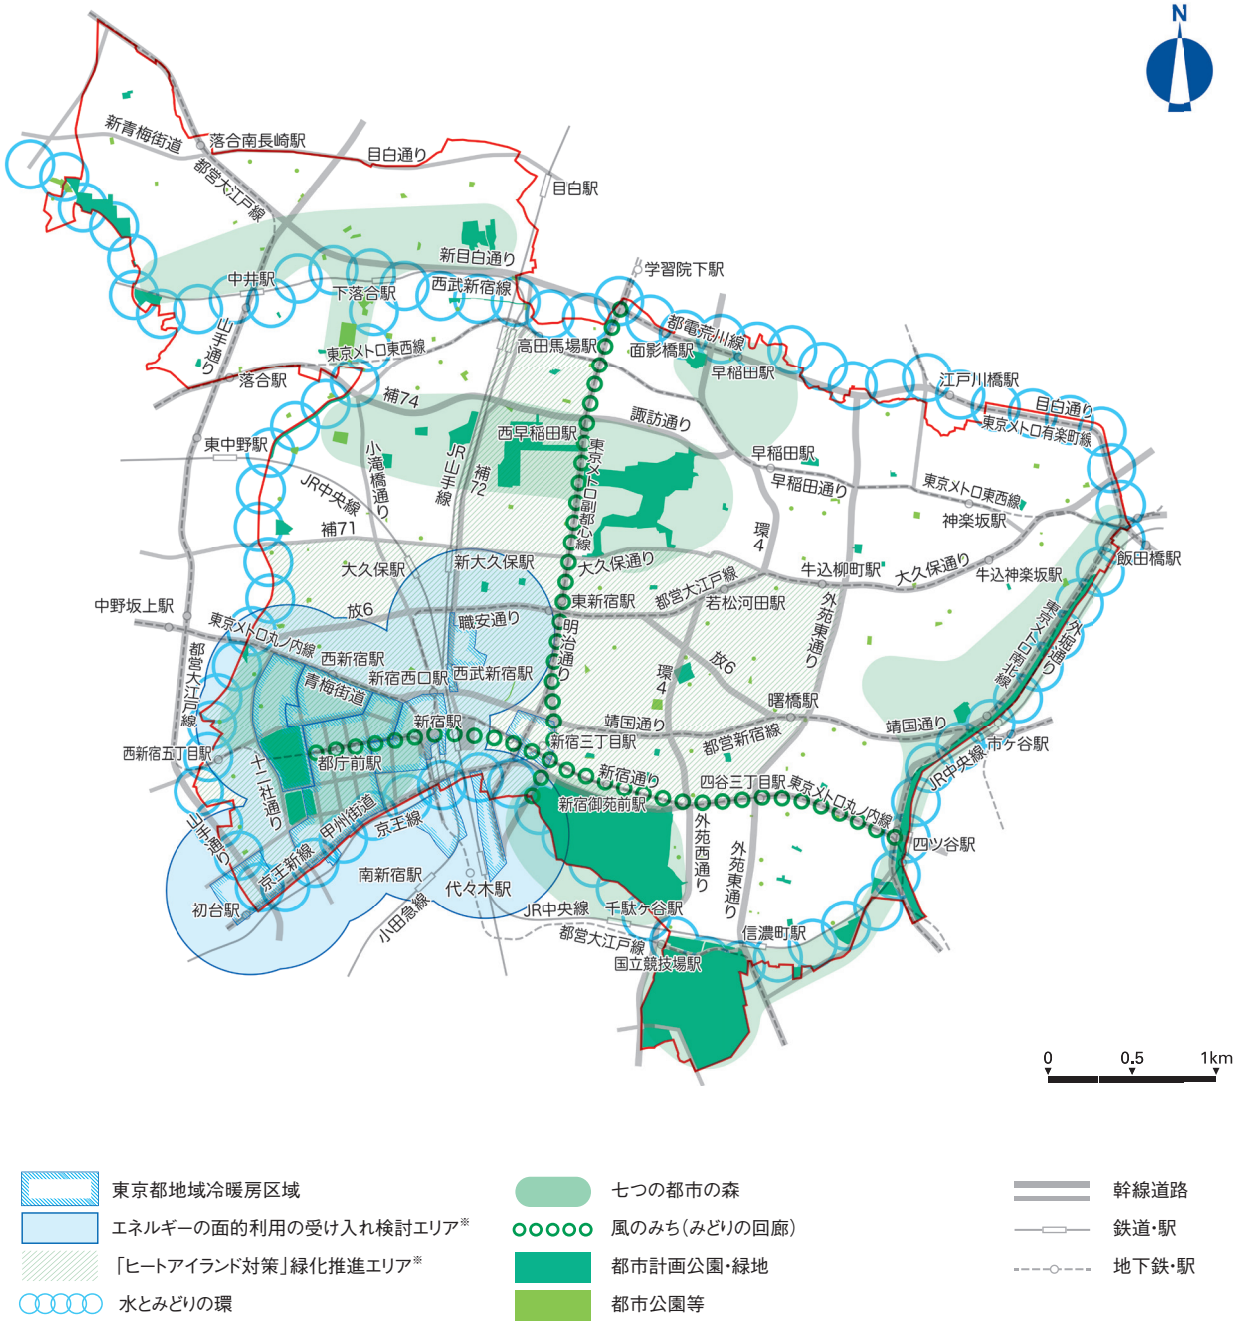 N
新青梅街道
落合南長崎駅
目白通り
都営大江戸線
目白駅
新目白通り
学習院下駅
中井駅
下落合駅
西武新宿線
山手通り
東京メトロ東西線
高田馬場駅
面影橋駅
都電荒川線
早稲田駅
落合駅
補74
江戸川橋駅
目白通り
東京メトロ有楽町線
諏訪通り
西早稲田駅
東中野駅
小滝橋通り
JR山手線
補72
東京メトロ副都心線
早稲田駅
早稲田通り
東京メトロ東西線
神楽坂駅
JR中央線
補71
環4
飯田橋駅
大久保駅
新大久保駅
大久保通り
牛込柳町駅
大久保通り
牛込神楽坂駅
都営大江戸線
若松河田駅
中野坂上駅
放6
職安通り
東新宿駅
明治通り
外苑東通り
東京メトロ南北線
外堀通り
東京メトロ丸ノ内線
西新宿駅
都営大江戸線
青梅街道
新宿西口駅
西武新宿駅
環4
放6
曙橋駅
新宿駅
靖国通り
靖国通り
都営新宿線
市ヶ谷駅
JR中央線
西新宿五丁目駅
都庁前駅
新宿三丁目駅
新宿通り
四谷三丁目駅
東京メトロ丸ノ内線
十二社通り
新宿御苑前駅
甲州街道
京王線
山手通り
京王新線
外苑西通り
外苑東通り
四ツ谷駅
南新宿駅
代々木駅
初台駅
小田急線
JR中央線
千駄ヶ谷駅
都営大江戸線
信濃町駅
国立競技場駅
0 0.5 1km
東京都地域冷暖房区域
エネルギーの面的利用の受け入れ検討エリア※
「ヒートアイランド対策」緑化推進エリア※
水とみどりの環
七つの都市の森
風のみち(みどりの回廊)
都市計画公園・緑地
都市公園等
幹線道路
鉄道・駅
地下鉄・駅